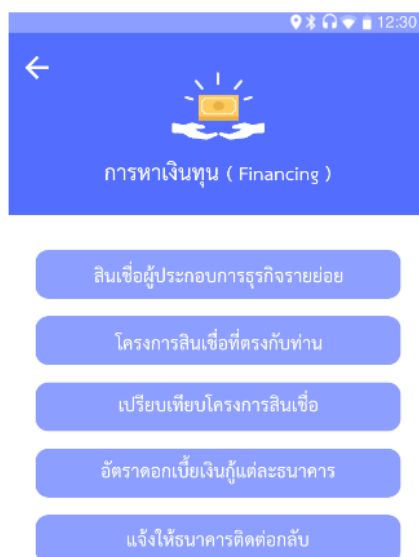 12:30
การหาเงินทุน ( Financing )
สินเชื่อผู้ประกอบการธุรกิจรายย่อย
โครงการสินเชื่อที่ตรงกับท่าน
เปรียบเทียบโครงการสินเชื่อ
อัตราดอกเบี้ยเงินกู้แต่ละธนาคาร
แจ้งให้ธนาคารติดต่อกลับ